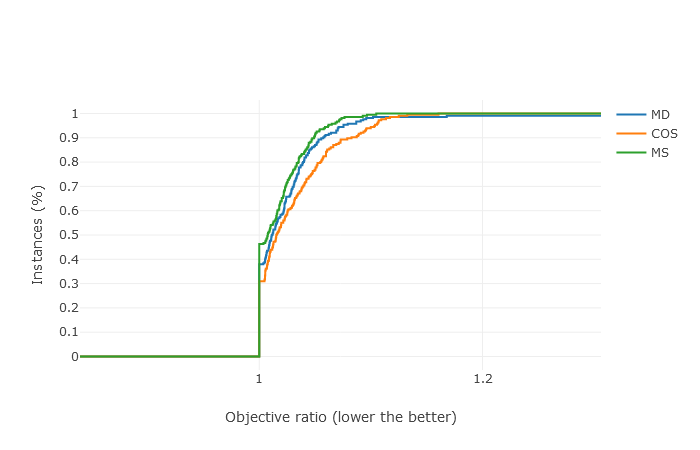 1
0.9
0.8
0.7
0.6
0.5
0.4
0.3
0.2
0.1
0
Instances (%)
1
1.2
Objective ratio (lower the better)
MD
COS
MS